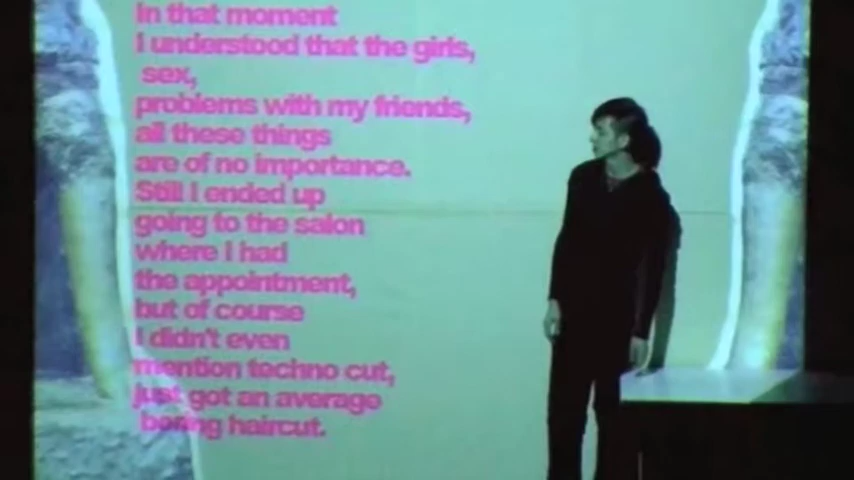 In that moment
I understood that the girls,
sex,
problems with my friends,
all these things
are of no importance.
Still I ended up
going to the salon
where I had
the appointment,
but of course
I didn't even
mention techno cut,
just got an average
boring haircut.